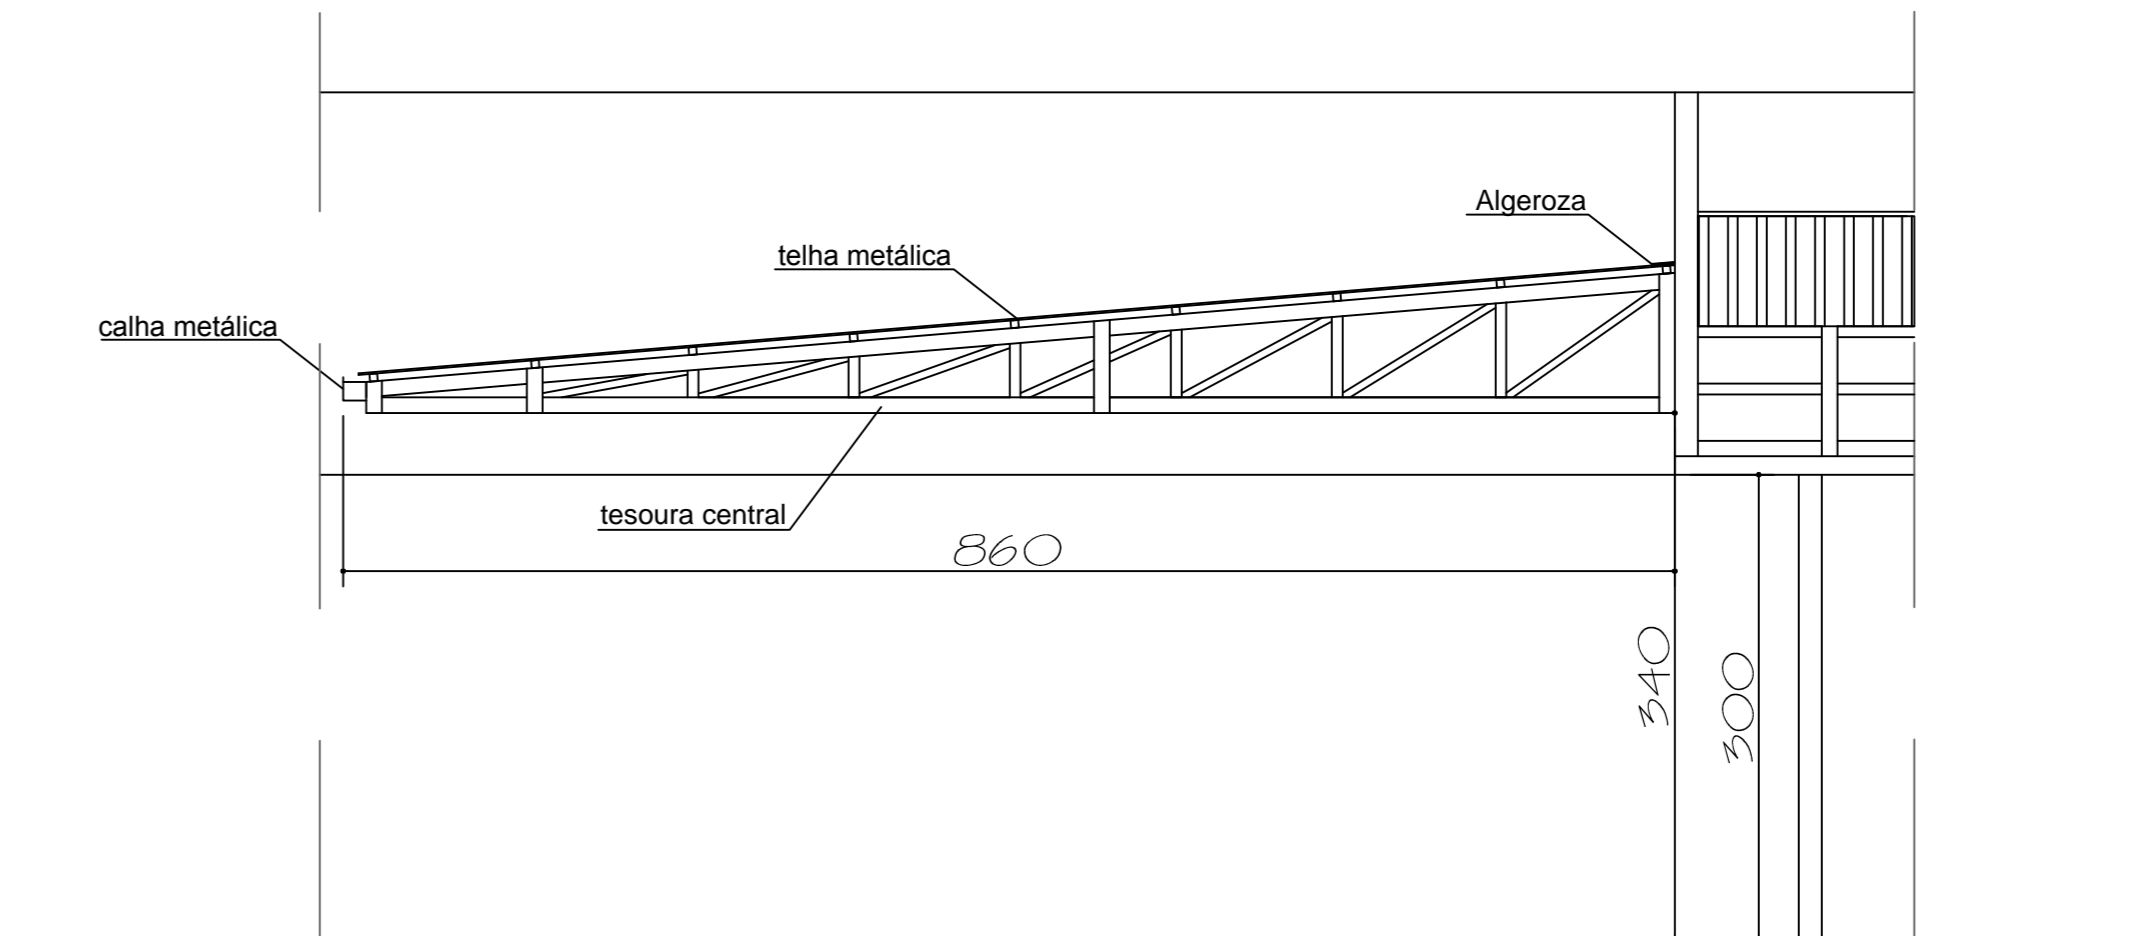 Algeroza
telha metálica
calha metálica
tesoura central
860
340
300